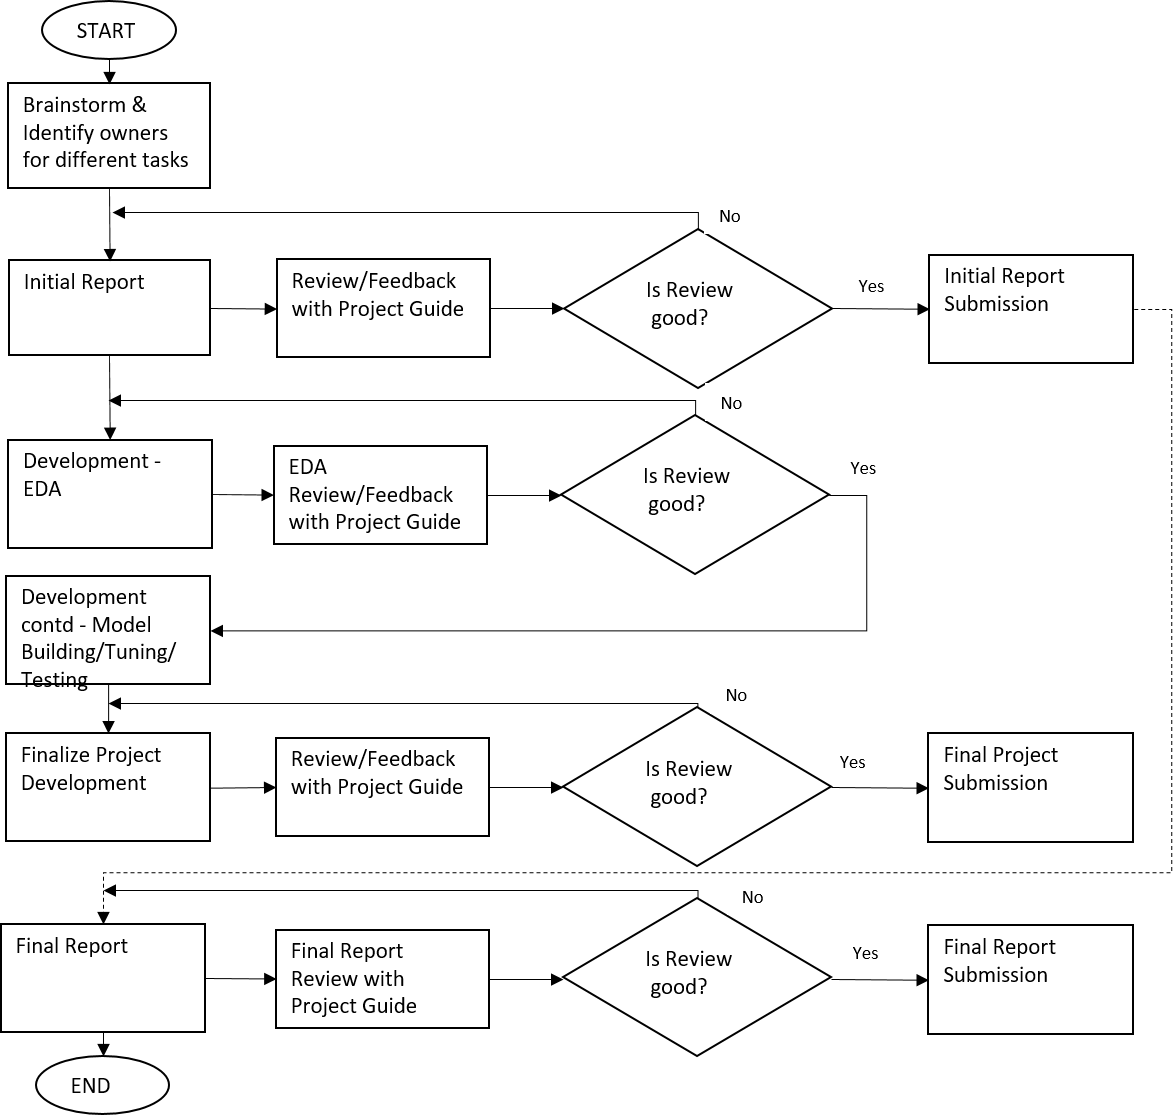 START
Brainstorm &
Identify owners
for different tasks
No
Initial Report
Review/Feedback
with Project Guide
Is Review
good?
Yes
Initial Report
Submission
No
Development -
EDA
EDA
Review/Feedback
with Project Guide
Is Review
good?
Yes
Development
contd - Model
Building/Tuning/
Testing
No
Finalize Project
Development
Review/Feedback
with Project Guide
Is Review
good?
Yes
Final Project
Submission
No
Final Report
Final Report
Review with
Project Guide
Is Review
good?
Yes
Final Report
Submission
END